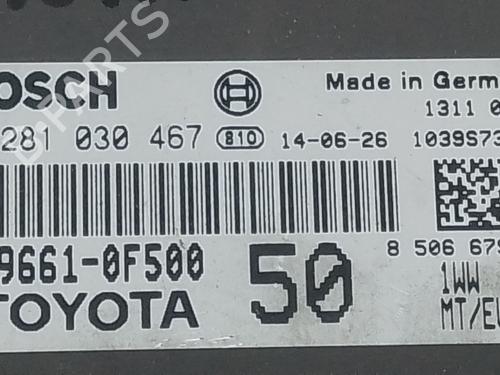 OSCH Made in Germ
1311 0
281 030 467 810 14-06-26 1039S73
9661-0F500 50 8 506 679
TOYOTA 1WW
MT/EU
D PARTS